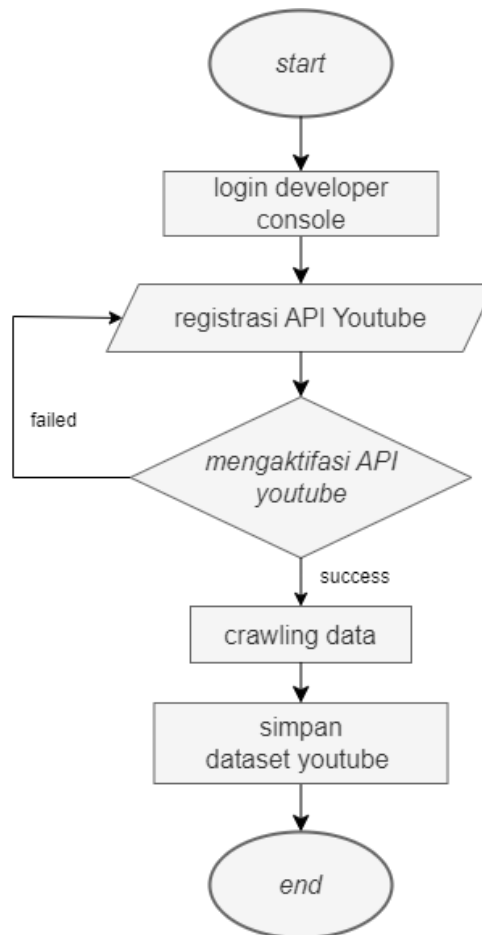 start
login developer
console
registrasi API Youtube
failed
mengaktifasi API
youtube
success
crawling data
simpan
dataset youtube
end